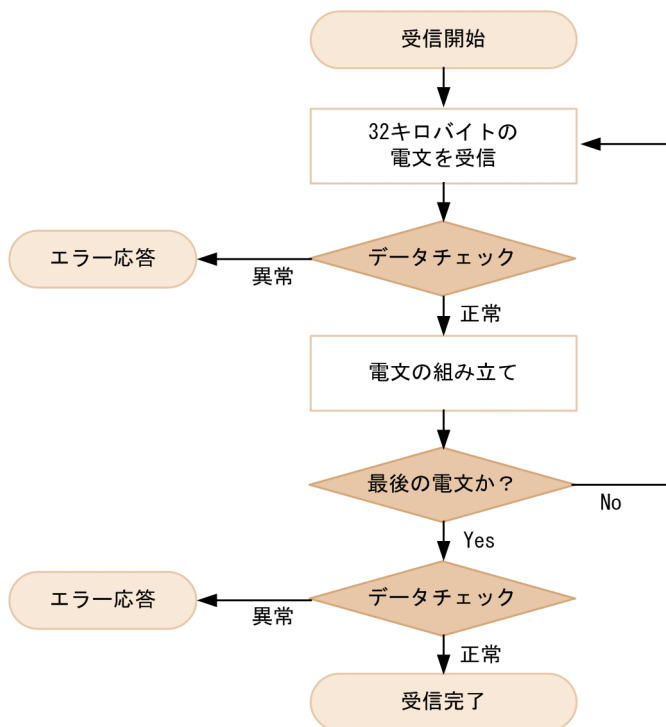 受信開始
32キロバイトの
電文を受信
データチェック
エラー応答
異常
正常
電文の組み立て
最後の電文か？
No
Yes
データチェック
エラー応答
異常
正常
受信完了